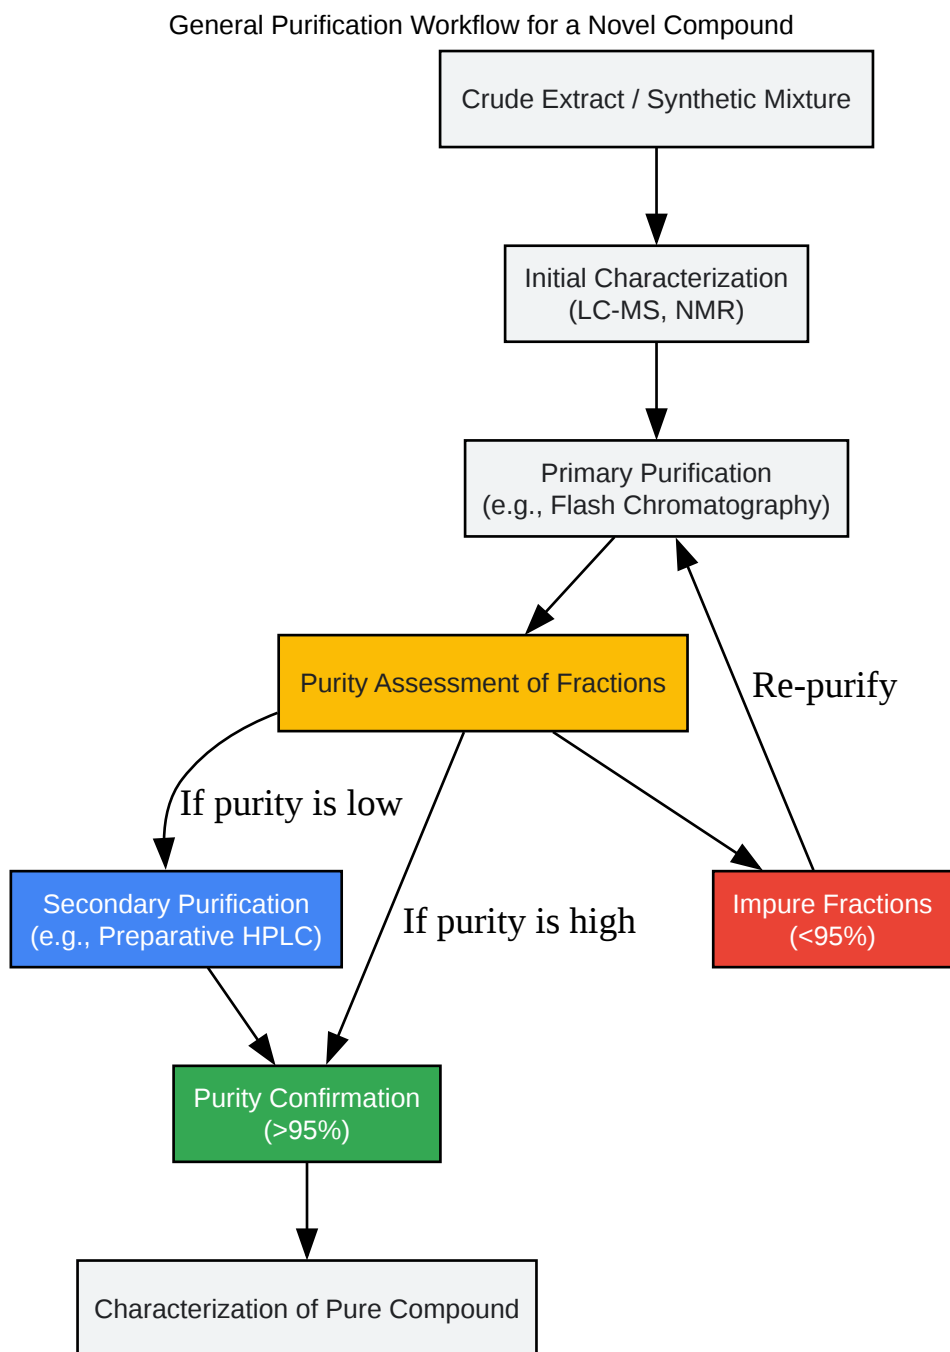 General Purification Workflow for a Novel Compound
Crude Extract / Synthetic Mixture
Initial Characterization
(LC-MS, NMR)
Primary Purification
(e.g., Flash Chromatography)
Purity Assessment of Fractions
Re-purify
If purity is low
Secondary Purification
(e.g., Preparative HPLC)
If purity is high
Impure Fractions
(<95%)
Purity Confirmation
(>95%)
Characterization of Pure Compound